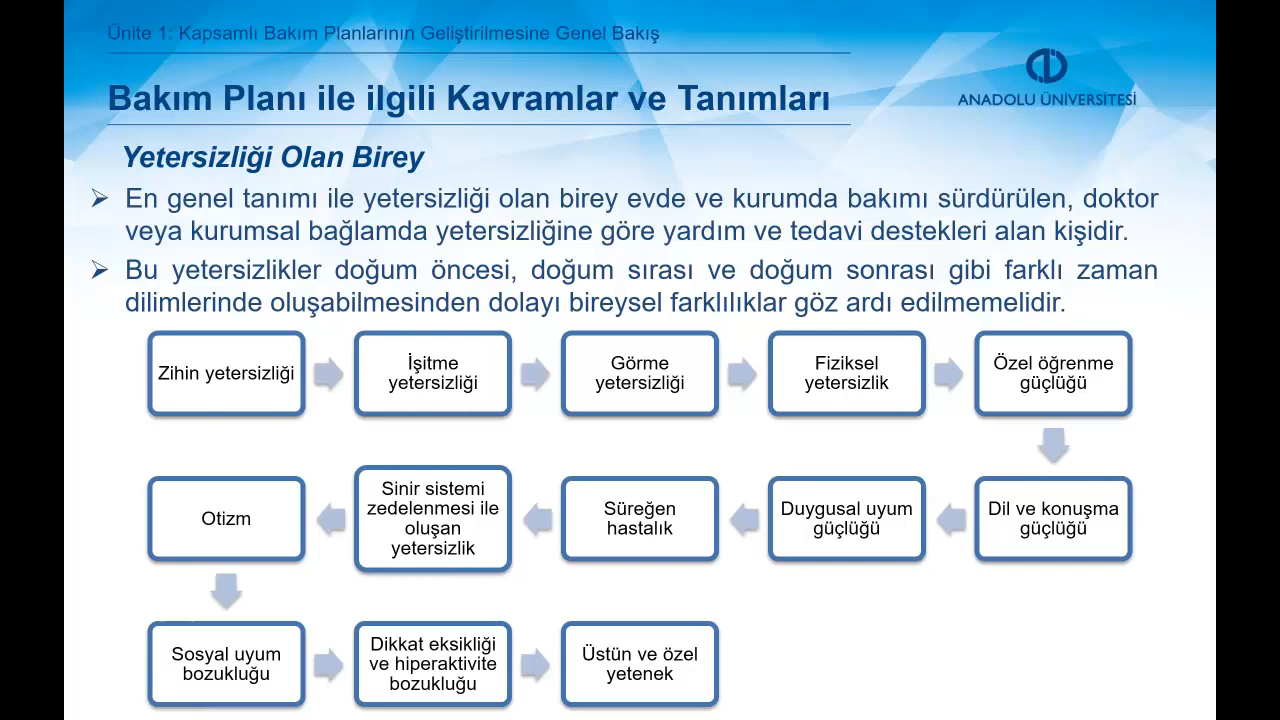 Ünite 1: Kapsamlı Bakım Planlarının Geliştirilmesine Genel Bakış
Bakım Planı ile ilgili Kavramlar ve Tanımları
ANADOLU ÜNİVERSİTESİ
Yetersizliği Olan Birey
En genel tanımı ile yetersizliği olan birey evde ve kurumda bakımı sürdürülen, doktor
veya kurumsal bağlamda yetersizliğine göre yardım ve tedavi destekleri alan kişidir.
Bu yetersizlikler doğum öncesi, doğum sırası ve doğum sonrası gibi farklı zaman
dilimlerinde oluşabilmesinden dolayı bireysel farklılıklar göz ardı edilmemelidir.
Zihin yetersizliği
İşitme
yetersizliği
Görme
yetersizliği
Fiziksel
yetersizlik
Özel öğrenme
güçlüğü
Dil ve konuşma
güçlüğü
Duygusal uyum
güçlüğü
Süreğen
hastalık
Sinir sistemi
zedelenmesi ile
oluşan
yetersizlik
Otizm
Sosyal uyum
bozukluğu
Dikkat eksikliği
ve hiperaktivite
bozukluğu
Üstün ve özel
yetenek